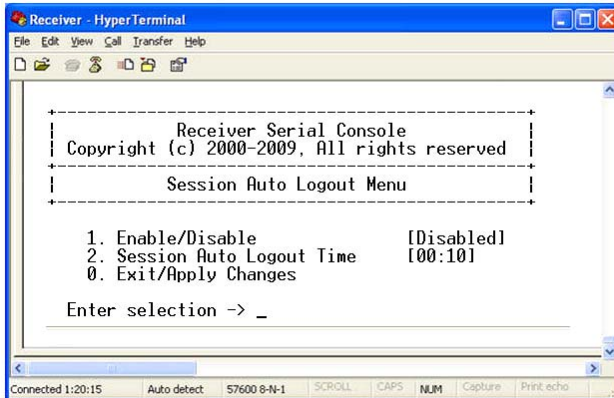 Receiver - HyperTerminal
File Edit View Call Transfer Help
Receiver Serial Console
Copyright (c) 2000-2009, All rights reserved
Session Auto Logout Menu
1. Enable/Disable [Disabled]
2. Session Auto Logout Time [00:10]
0. Exit/Apply Changes
Enter selection -> _
Connected 1:20:15 Auto detect 57600 8-N-1 SCROLL CAPS NUM Capture Print echo